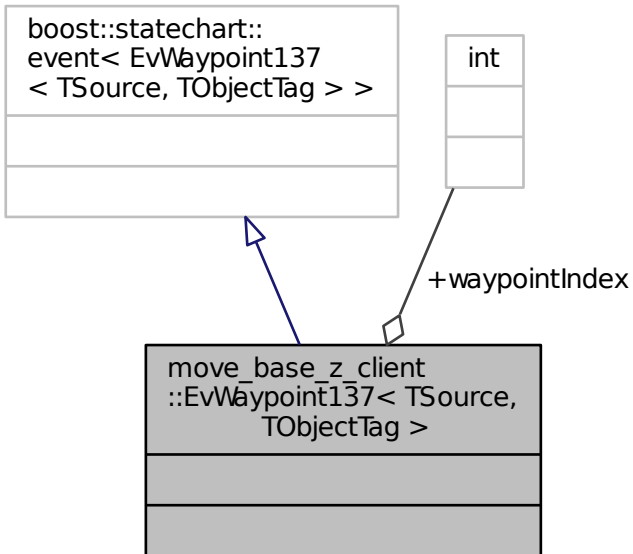 boost::statechart::
event< EvWaypoint137
< TSource, TObjectTag > >
int
+waypointIndex
move_base_z_client
::EvWaypoint137< TSource,
TObjectTag >